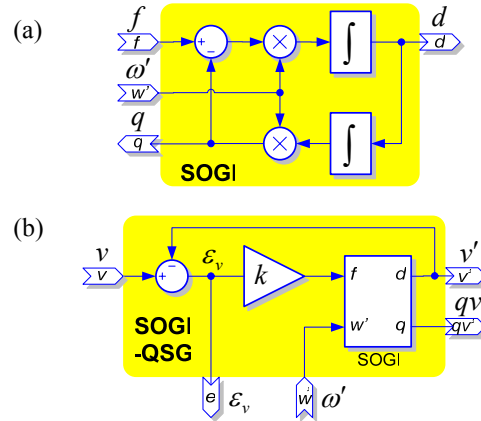 (a)
f
f
+
−
×
∫
d
d
ω'
w'
q
q
×
∫
SOGI
(b)
v
v
+
−
ε_v
k
f
d
w'
q
SOGI
v'
v'
qv'
qv'
SOGI
-QSG
e
ε_v
w'
ω'